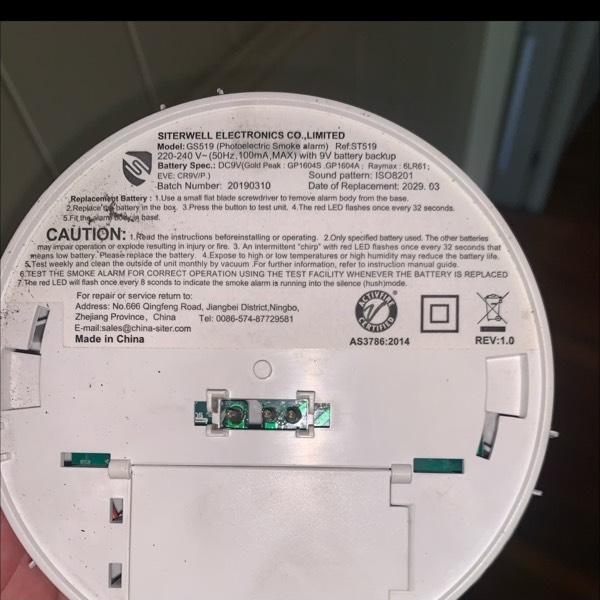 SITERWELL ELECTRONICS CO.,LIMITED
Model: GS519 (Photoelectric Smoke alarm) Ref:ST519
220-240 V~(50Hz,100mA,MAX) with 9V battery backup
Battery Spec.: DC9V(Gold Peak : GP1604S ,GP1604A ; Raymax : 6LR61;
EVE: CR9V/P.) Sound pattern: ISO8201
Batch Number: 20190310 Date of Replacement: 2029. 03
Replacement Battery : 1.Use a small flat blade screwdriver to remove alarm body from the base.
2.Replace the battery in the box. 3.Press the button to test unit. 4.The red LED flashes once every 32 seconds.
5.Fit the alarm body in base.
CAUTION: 1.Read the instructions beforeinstalling or operating. 2.Only specified battery used. The other batteries
may impair operation or explode resulting in injury or fire. 3. An intermittent "chirp" with red LED flashes once every 32 seconds that
means low battery. Please replace the battery. 4.Expose to high or low temperatures or high humidity may reduce the battery life.
5.Test weekly and clean the outside of unit monthly by vacuum .For further information, refer to instruction manual guide.
6.TEST THE SMOKE ALARM FOR CORRECT OPERATION USING THE TEST FACILITY WHENEVER THE BATTERY IS REPLACED
7.The red LED will flash once every 8 seconds to indicate the smoke alarm is running into the silence (hush)mode.
For repair or service return to:
Address: No.666 Qingfeng Road, Jiangbei District,Ningbo,
Zhejiang Province, China Tel: 0086-574-87729581
E-mail:sales@china-siter.com
Made in China
ACTIVFIRE
CERTIFIED
AS3786:2014
REV:1.0